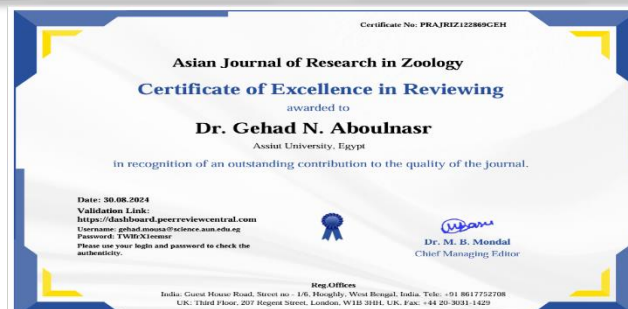 Certificate No: PRAJRIZ122869GEH
Asian Journal of Research in Zoology
Certificate of Excellence in Reviewing
awarded to
Dr. Gehad N. Aboulnasr
Assiut University, Egypt
in recognition of an outstanding contribution to the quality of the journal.
Date: 30.08.2024
Validation Link:
https://dashboard.peerreviewcentral.com
Username: gehad.mousa@science.aun.edu.eg
Password: TWlfrX1eermsr
Please use your login and password to check the
authenticity.
Dr. M. B. Mondal
Chief Managing Editor
Reg.Offices
India: Guest House Road, Street no - 1/6, Hooghly, West Bengal, India. Tele: +91 8617752708
UK: Third Floor, 207 Regent Street, London, W1B 3HH, UK. Fax: +44 20-3031-1429